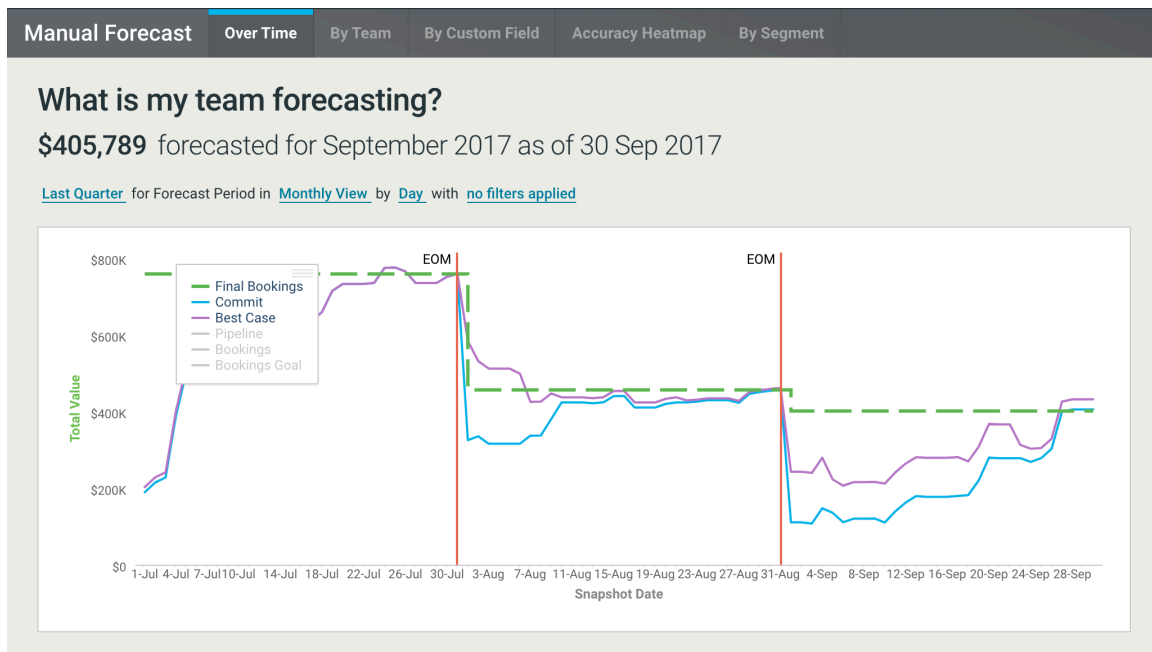 Manual Forecast Over Time By Team By Custom Field Accuracy Heatmap By Segment
What is my team forecasting?
$405,789 forecasted for September 2017 as of 30 Sep 2017
Last Quarter for Forecast Period in Monthly View by Day with no filters applied
EOM EOM
Final Bookings
Commit
Best Case
Pipeline
Bookings
Bookings Goal
Total Value
$800K
$600K
$400K
$200K
$0
1-Jul 4-Jul 7-Jul 10-Jul 14-Jul 18-Jul 22-Jul 26-Jul 30-Jul 3-Aug 7-Aug 11-Aug 15-Aug 19-Aug 23-Aug 27-Aug 31-Aug 4-Sep 8-Sep 12-Sep 16-Sep 20-Sep 24-Sep 28-Sep
Snapshot Date